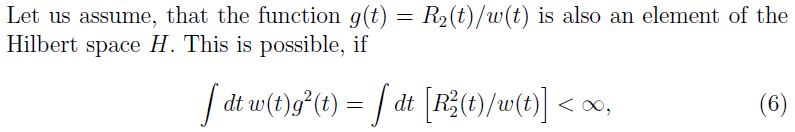 Let us assume, that the function g(t) = R₂(t)/w(t) is also an element of the
Hilbert space H. This is possible, if
∫ dt w(t)g²(t) = ∫ dt [R₂²(t)/w(t)] < ∞, (6)